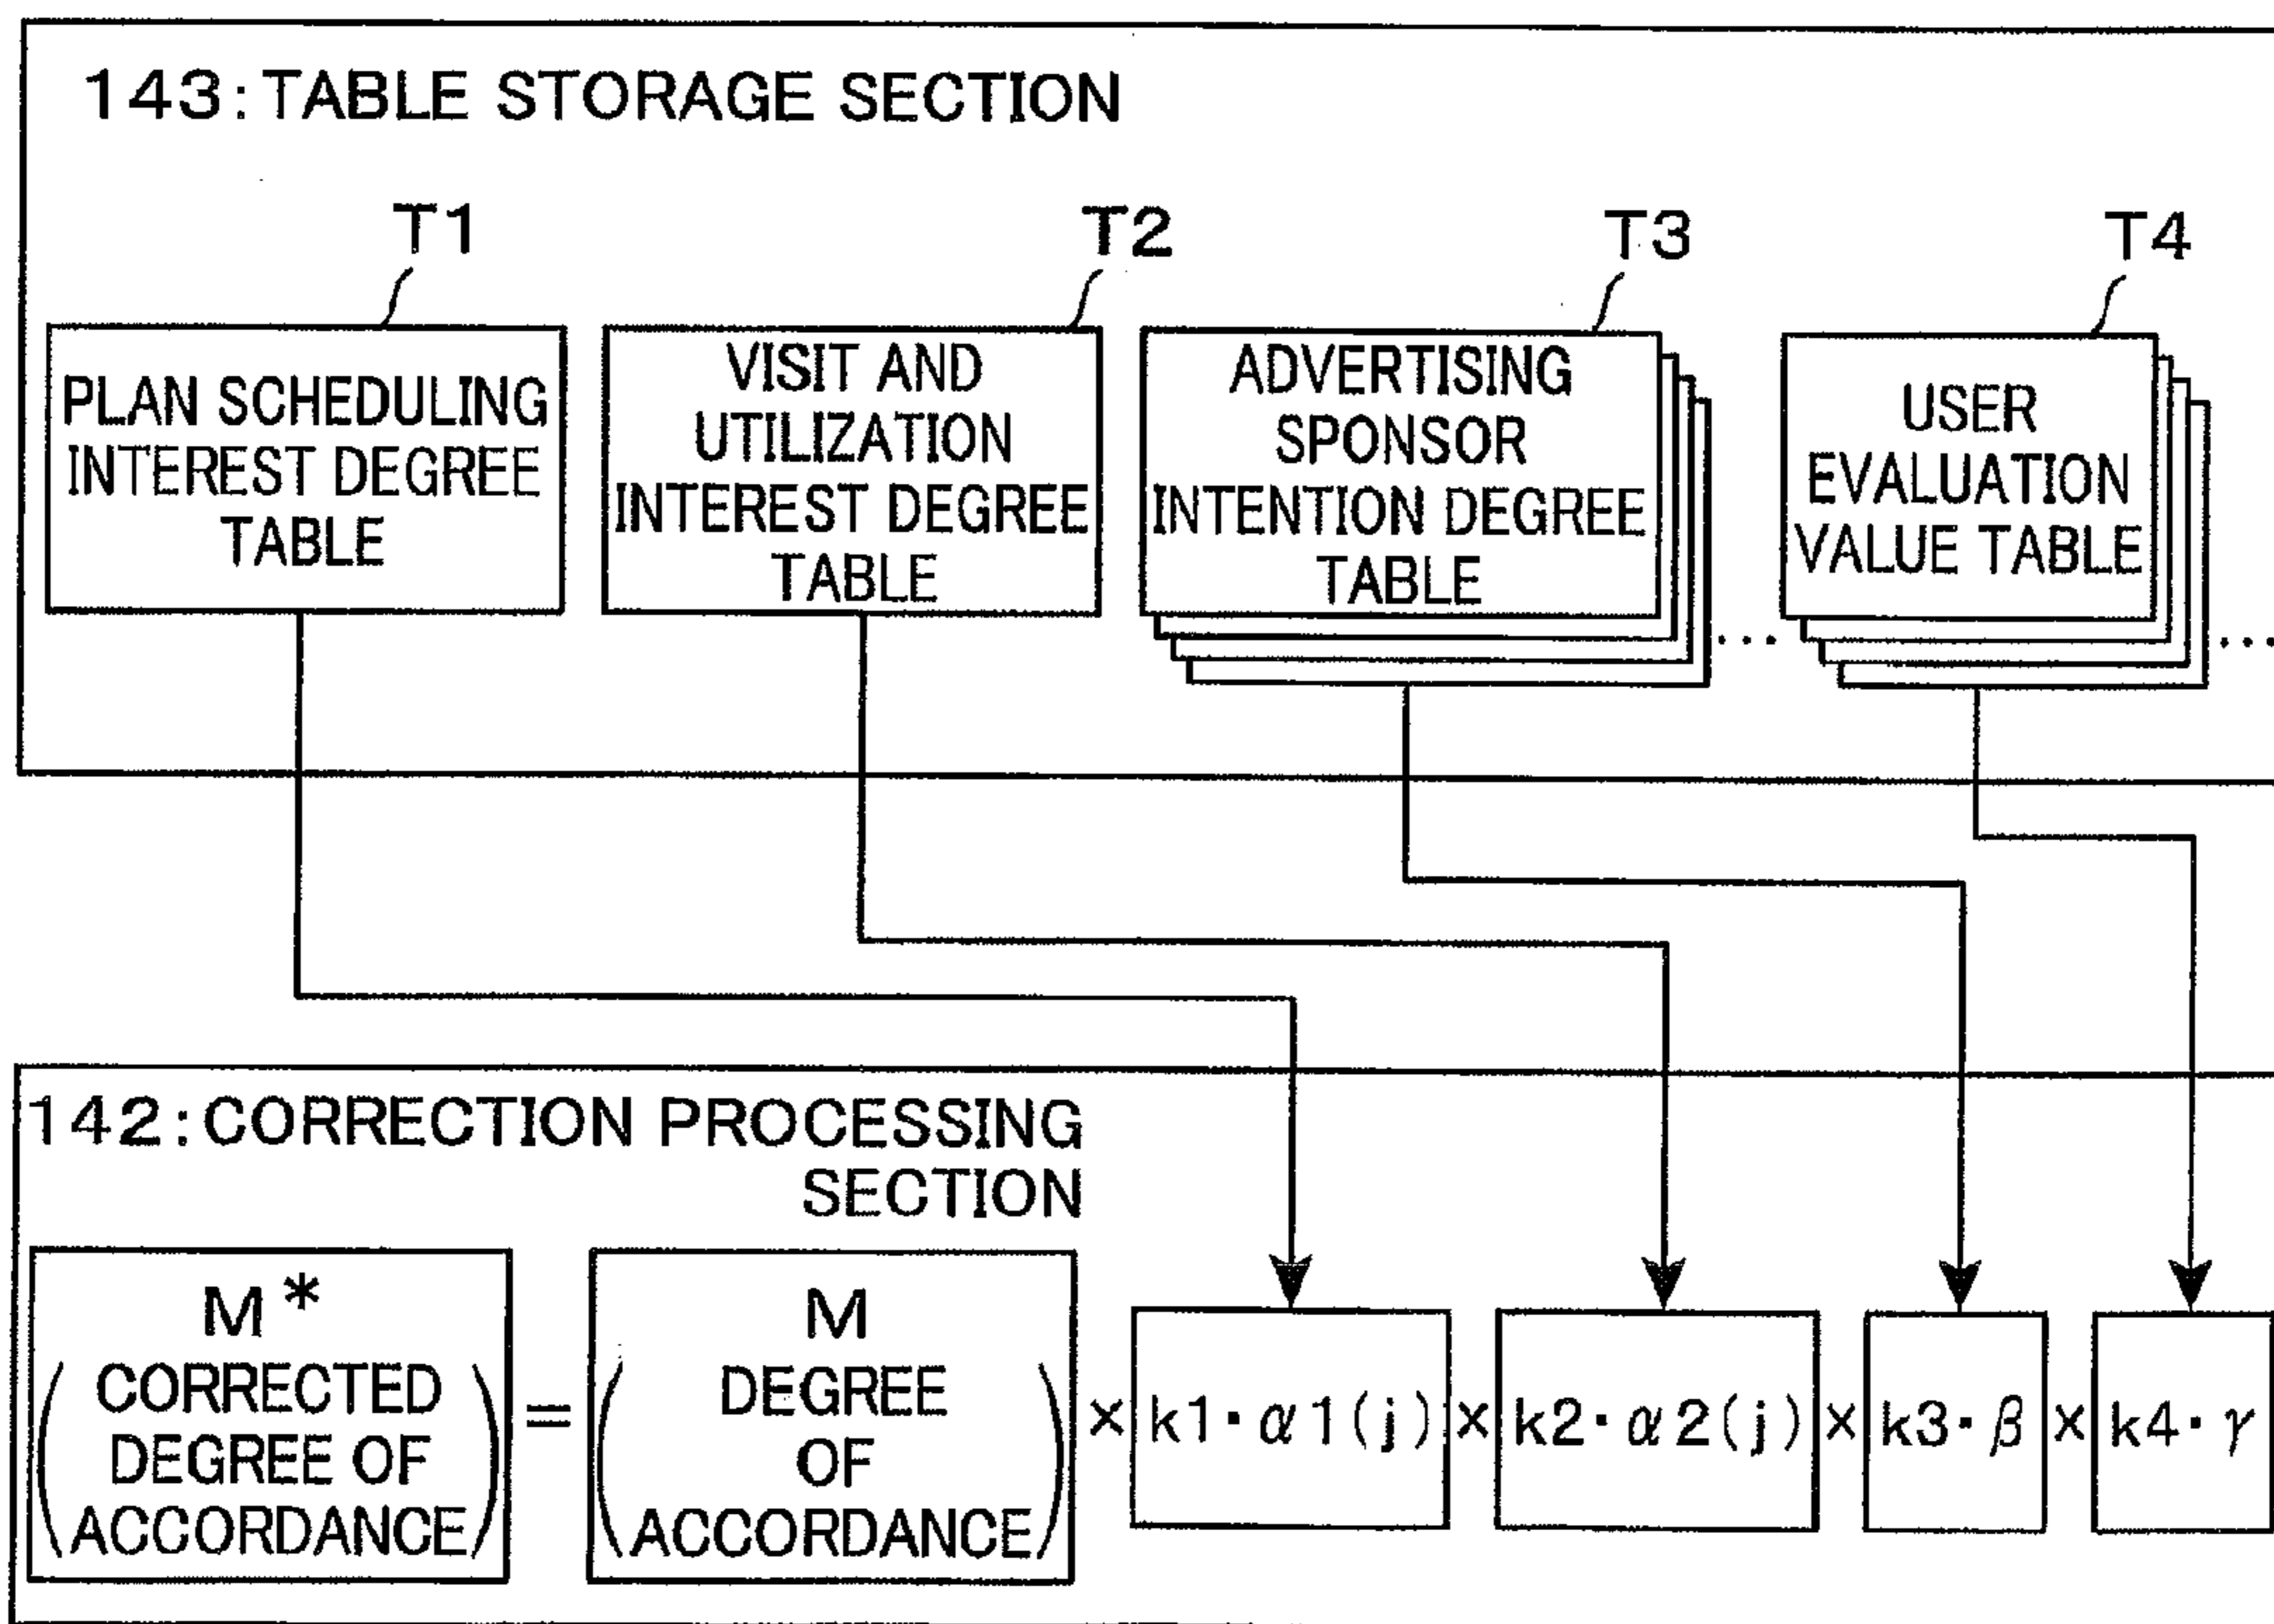 143:TABLE STORAGE SECTION
T1
T2
T3
T4
PLAN SCHEDULING
INTEREST DEGREE
TABLE
VISIT AND
UTILIZATION
INTEREST DEGREE
TABLE
ADVERTISING
SPONSOR
INTENTION DEGREE
TABLE
...
USER
EVALUATION
VALUE TABLE
...
142:CORRECTION PROCESSING
SECTION
M*
(CORRECTED
DEGREE OF
ACCORDANCE)
=
M
(DEGREE
OF
ACCORDANCE)
× k1・α1(j) × k2・α2(j) × k3・β × k4・γ